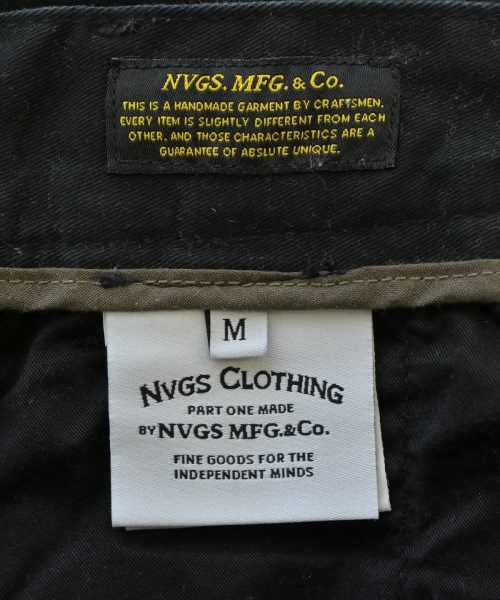 NVGS. MFG. & Co.
THIS IS A HANDMADE GARMENT BY CRAFTSMEN.
EVERY ITEM IS SLIGHTLY DIFFERENT FROM EACH
OTHER. AND THOSE CHARACTERISTICS ARE A
GUARANTEE OF ABSLUTE UNIQUE.
M
NVGS CLOTHING
PART ONE MADE
BY NVGS MFG.&Co.
FINE GOODS FOR THE
INDEPENDENT MINDS